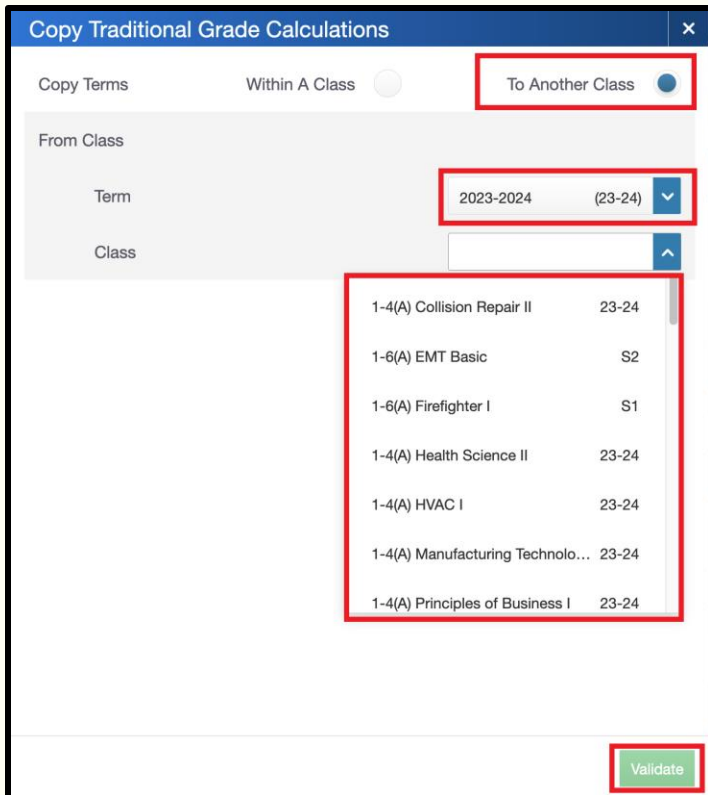 Copy Traditional Grade Calculations ×
Copy Terms Within A Class To Another Class
From Class
Term 2023-2024 (23-24)
Class
1-4(A) Collision Repair II 23-24
1-6(A) EMT Basic S2
1-6(A) Firefighter I S1
1-4(A) Health Science II 23-24
1-4(A) HVAC I 23-24
1-4(A) Manufacturing Technolo... 23-24
1-4(A) Principles of Business I 23-24
Validate